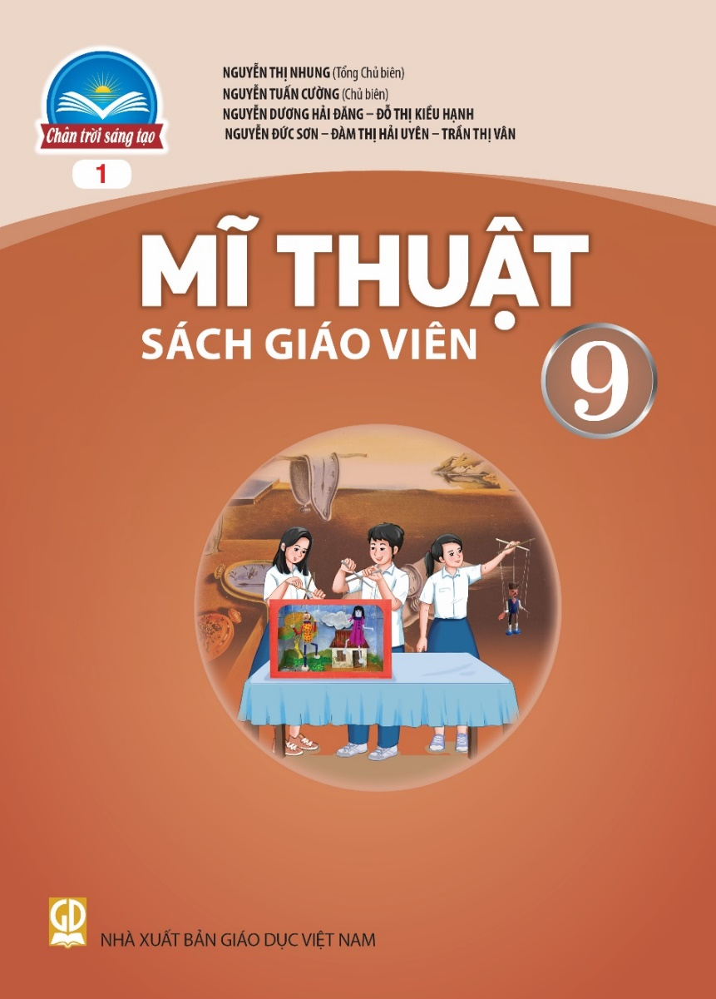 NGUYỄN THỊ NHUNG (Tổng Chủ biên)
NGUYỄN TUẤN CƯỜNG (Chủ biên)
NGUYỄN DƯƠNG HẢI ĐĂNG – ĐỖ THỊ KIỀU HẠNH
NGUYỄN ĐỨC SƠN – ĐÀM THỊ HẢI UYÊN – TRẦN THỊ VÂN
Chân trời sáng tạo
1
MĨ THUẬT
SÁCH GIÁO VIÊN
9
GD
NHÀ XUẤT BẢN GIÁO DỤC VIỆT NAM